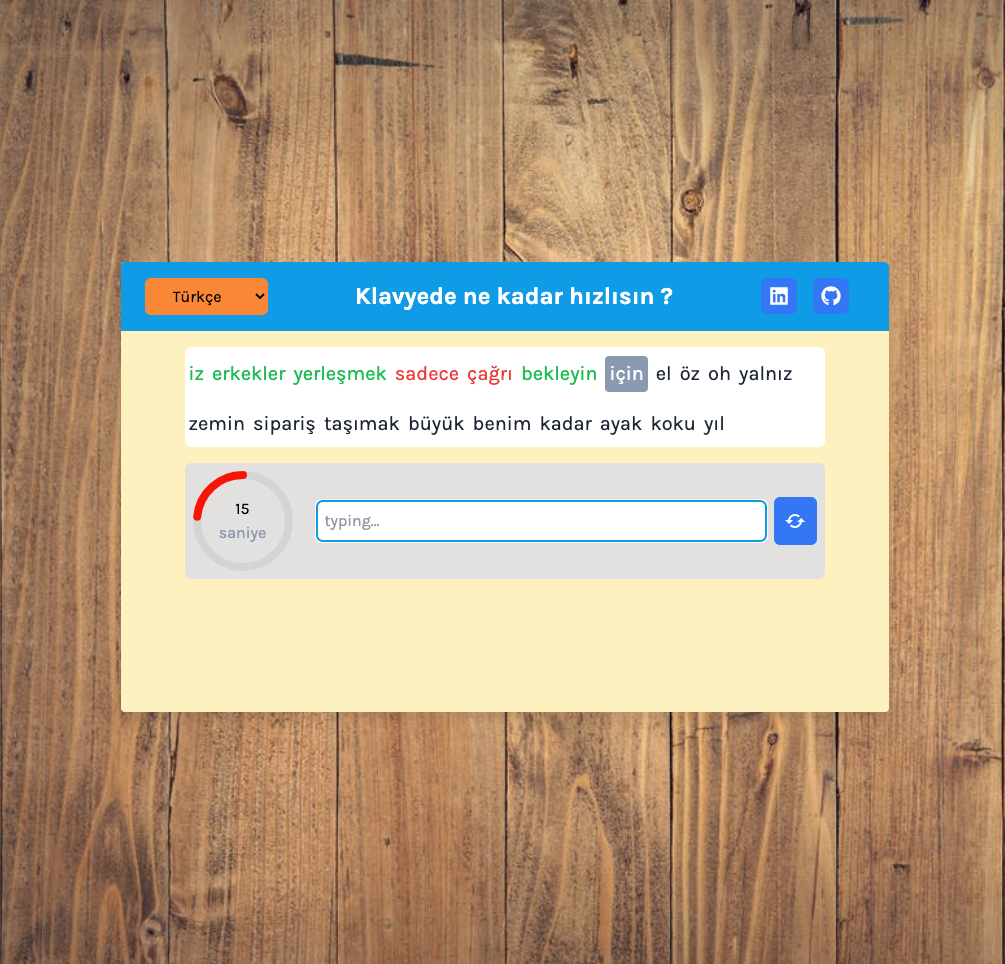 Türkçe
Klavyede ne kadar hızlısın ?
iz erkekler yerleşmek sadece çağrı bekleyin için el öz oh yalnız
zemin sipariş taşımak büyük benim kadar ayak koku yıl
15
saniye
typing...